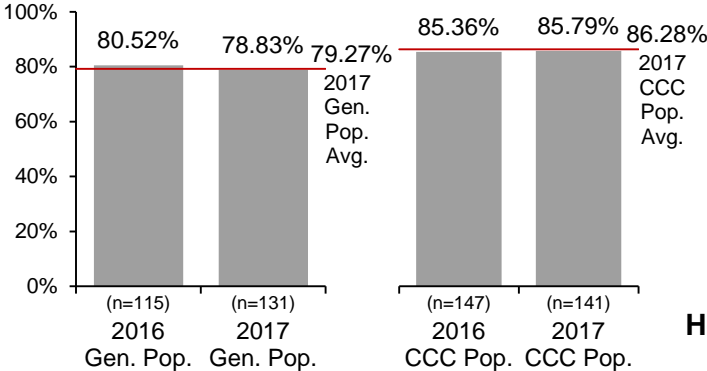 100%
80%
60%
40%
20%
0%
80.52%
78.83%
79.27%
2017
Gen.
Pop.
Avg.
85.36%
85.79%
86.28%
2017
CCC
Pop.
Avg.
(n=115)
2016
Gen. Pop.
(n=131)
2017
Gen. Pop.
(n=147)
2016
CCC Pop.
(n=141)
2017
CCC Pop.
H